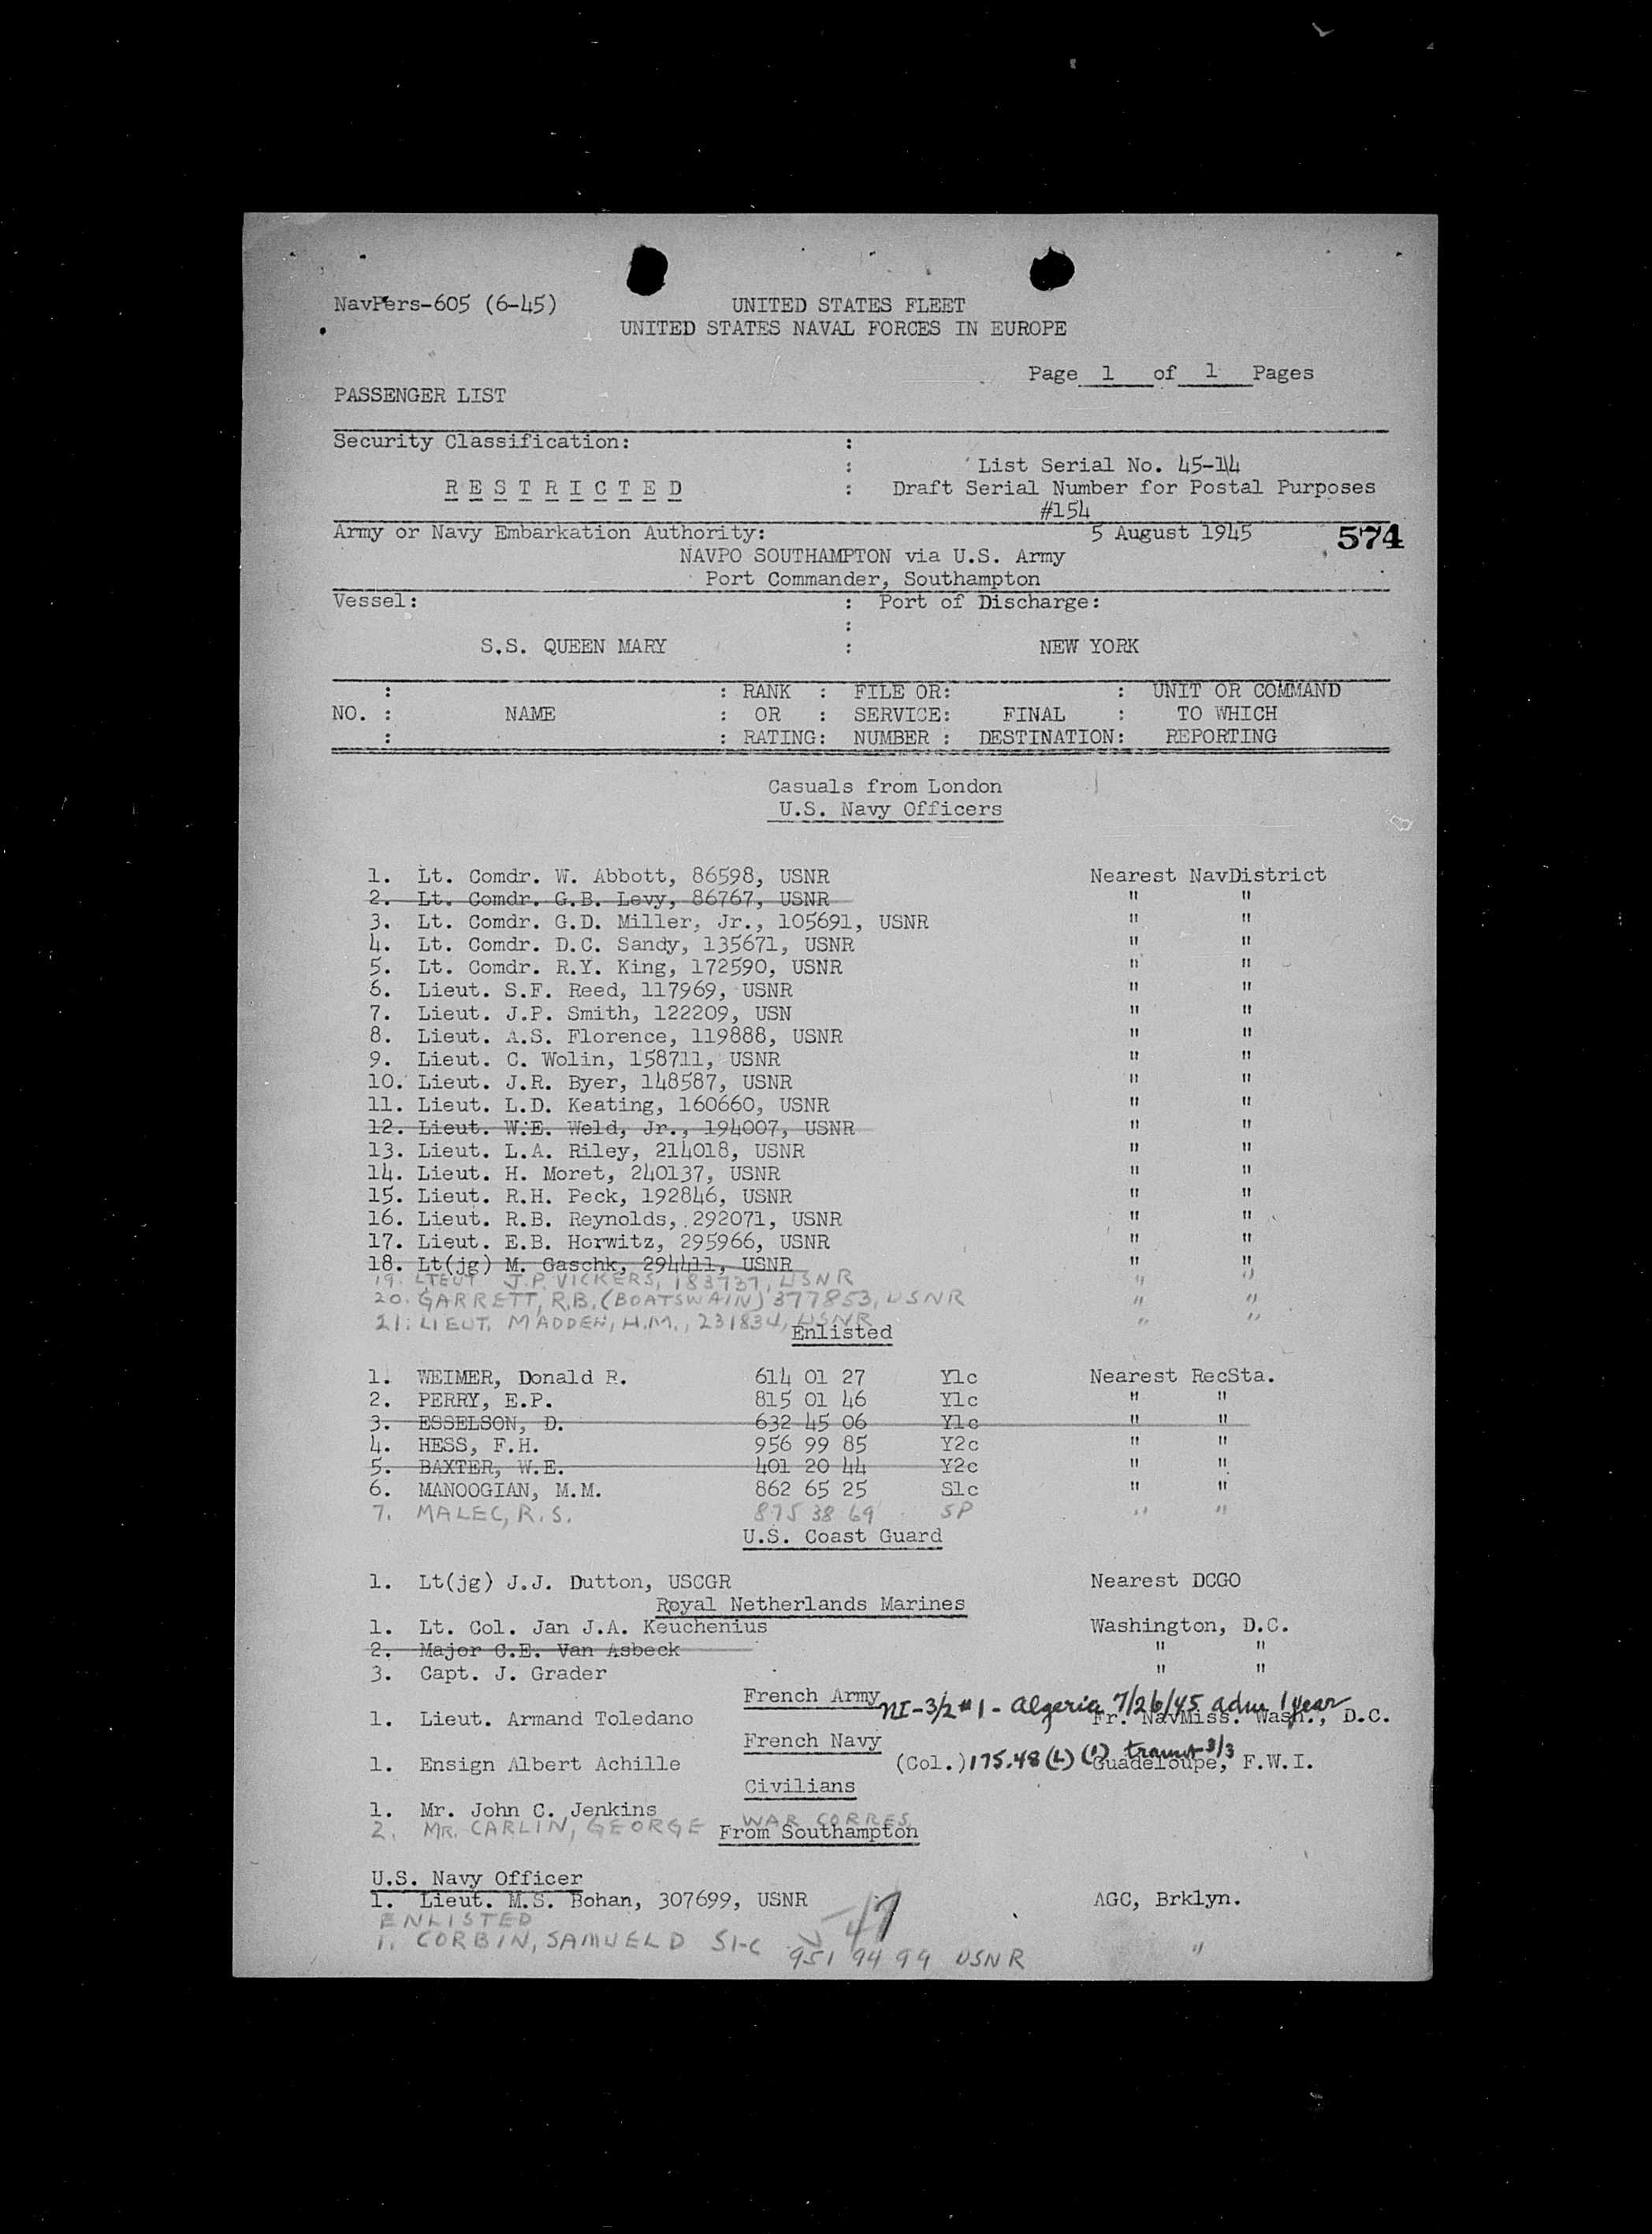 NavPers-605 (6-45) UNITED STATES FLEET
UNITED STATES NAVAL FORCES IN EUROPE
Page 1 of 1 Pages
PASSENGER LIST
Security Classification: :
: List Serial No. 45-14
R E S T R I C T E D : Draft Serial Number for Postal Purposes
#154
Army or Navy Embarkation Authority: 5 August 1945 574
NAVPO SOUTHAMPTON via U.S. Army
Port Commander, Southampton
Vessel: : Port of Discharge:
:
S.S. QUEEN MARY : NEW YORK
: : RANK : FILE OR: : UNIT OR COMMAND
NO. : NAME : OR : SERVICE: FINAL : TO WHICH
: : RATING: NUMBER : DESTINATION: REPORTING
Casuals from London
U.S. Navy Officers
1. Lt. Comdr. W. Abbott, 86598, USNR Nearest NavDistrict
2. Lt. Comdr. G.B. Levy, 86767, USNR " "
3. Lt. Comdr. G.D. Miller, Jr., 105691, USNR " "
4. Lt. Comdr. D.C. Sandy, 135671, USNR " "
5. Lt. Comdr. R.Y. King, 172590, USNR " "
6. Lieut. S.F. Reed, 117969, USNR " "
7. Lieut. J.P. Smith, 122209, USN " "
8. Lieut. A.S. Florence, 119888, USNR " "
9. Lieut. C. Wolin, 158711, USNR " "
10. Lieut. J.R. Byer, 148587, USNR " "
11. Lieut. L.D. Keating, 160660, USNR " "
12. Lieut. W.E. Weld, Jr., 194007, USNR " "
13. Lieut. L.A. Riley, 214018, USNR " "
14. Lieut. H. Moret, 240137, USNR " "
15. Lieut. R.H. Peck, 192846, USNR " "
16. Lieut. R.B. Reynolds, 292071, USNR " "
17. Lieut. E.B. Horwitz, 295966, USNR " "
18. Lt(jg) M. Gaschk, 294411, USNR " "
19. LIEUT J.P. VICKERS, 183737, USNR " "
20. GARRETT, R.B. (BOATSWAIN) 377853, USNR " "
21. LIEUT. MADDEN, H.M., 231834, USNR " "
Enlisted
1. WEIMER, Donald R. 614 01 27 Y1c Nearest RecSta.
2. PERRY, E.P. 815 01 46 Y1c " "
3. ESSELSON, D. 632 45 06 Y1c " "
4. HESS, F.H. 956 99 85 Y2c " "
5. BAXTER, W.E. 401 20 44 Y2c " "
6. MANOOGIAN, M.M. 862 65 25 S1c " "
7. MALEC, R.S. 875 38 69 SP " "
U.S. Coast Guard
1. Lt(jg) J.J. Dutton, USCGR Nearest DCGO
Royal Netherlands Marines
1. Lt. Col. Jan J.A. Keuchenius Washington, D.C.
2. Major C.E. Van Asbeck " "
3. Capt. J. Grader " "
French Army NI-3/2 #1 - Algeria 7/26/45 adm 1 year
1. Lieut. Armand Toledano Fr. NavMiss. Wash., D.C.
French Navy
(Col.) 175.48 (L) (1) transit 3/3
1. Ensign Albert Achille Guadeloupe, F.W.I.
Civilians
1. Mr. John C. Jenkins
2. MR. CARLIN, GEORGE WAR CORRES
From Southampton
U.S. Navy Officer
1. Lieut. M.S. Bohan, 307699, USNR AGC, Brklyn.
47
ENLISTED
1. CORBIN, SAMUEL D S1-C 951 94 99 USNR "